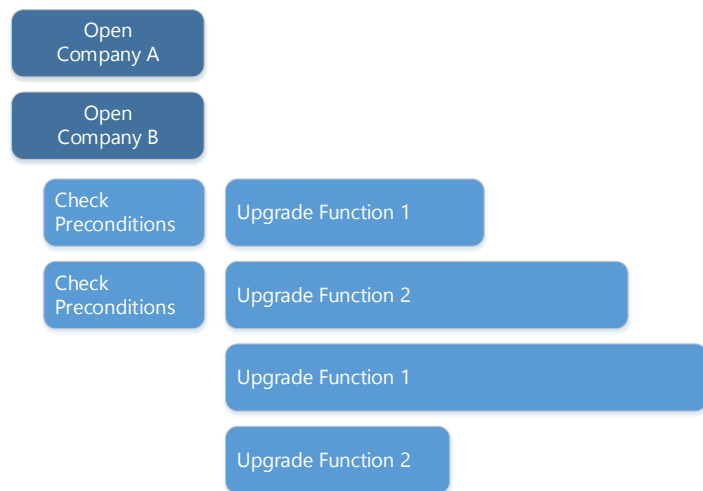 Open
Company A
Open
Company B
Check
Preconditions
Upgrade Function 1
Check
Preconditions
Upgrade Function 2
Upgrade Function 1
Upgrade Function 2